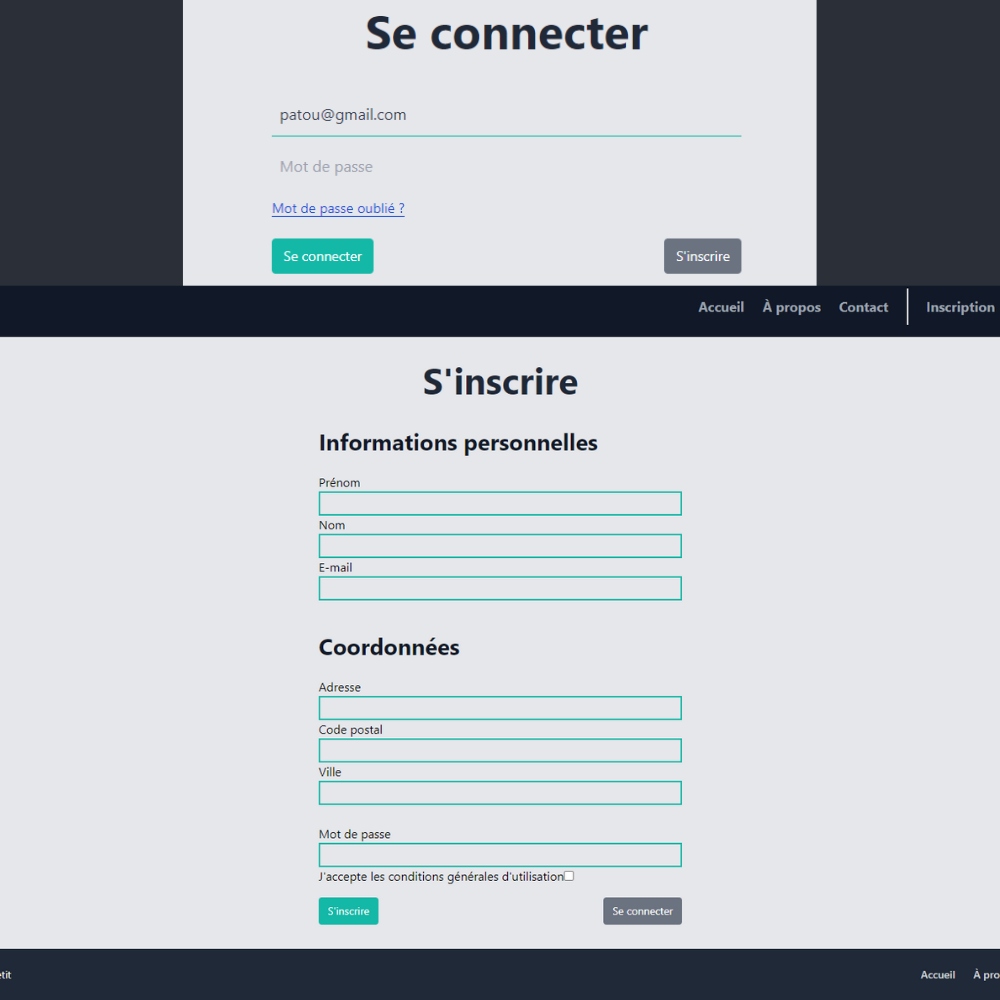 Se connecter
patou@gmail.com
Mot de passe
Mot de passe oublié ?
Se connecter S'inscrire
Accueil À propos Contact Inscription
S'inscrire
Informations personnelles
Prénom
Nom
E-mail
Coordonnées
Adresse
Code postal
Ville
Mot de passe
J'accepte les conditions générales d'utilisation
S'inscrire Se connecter
Accueil À pro